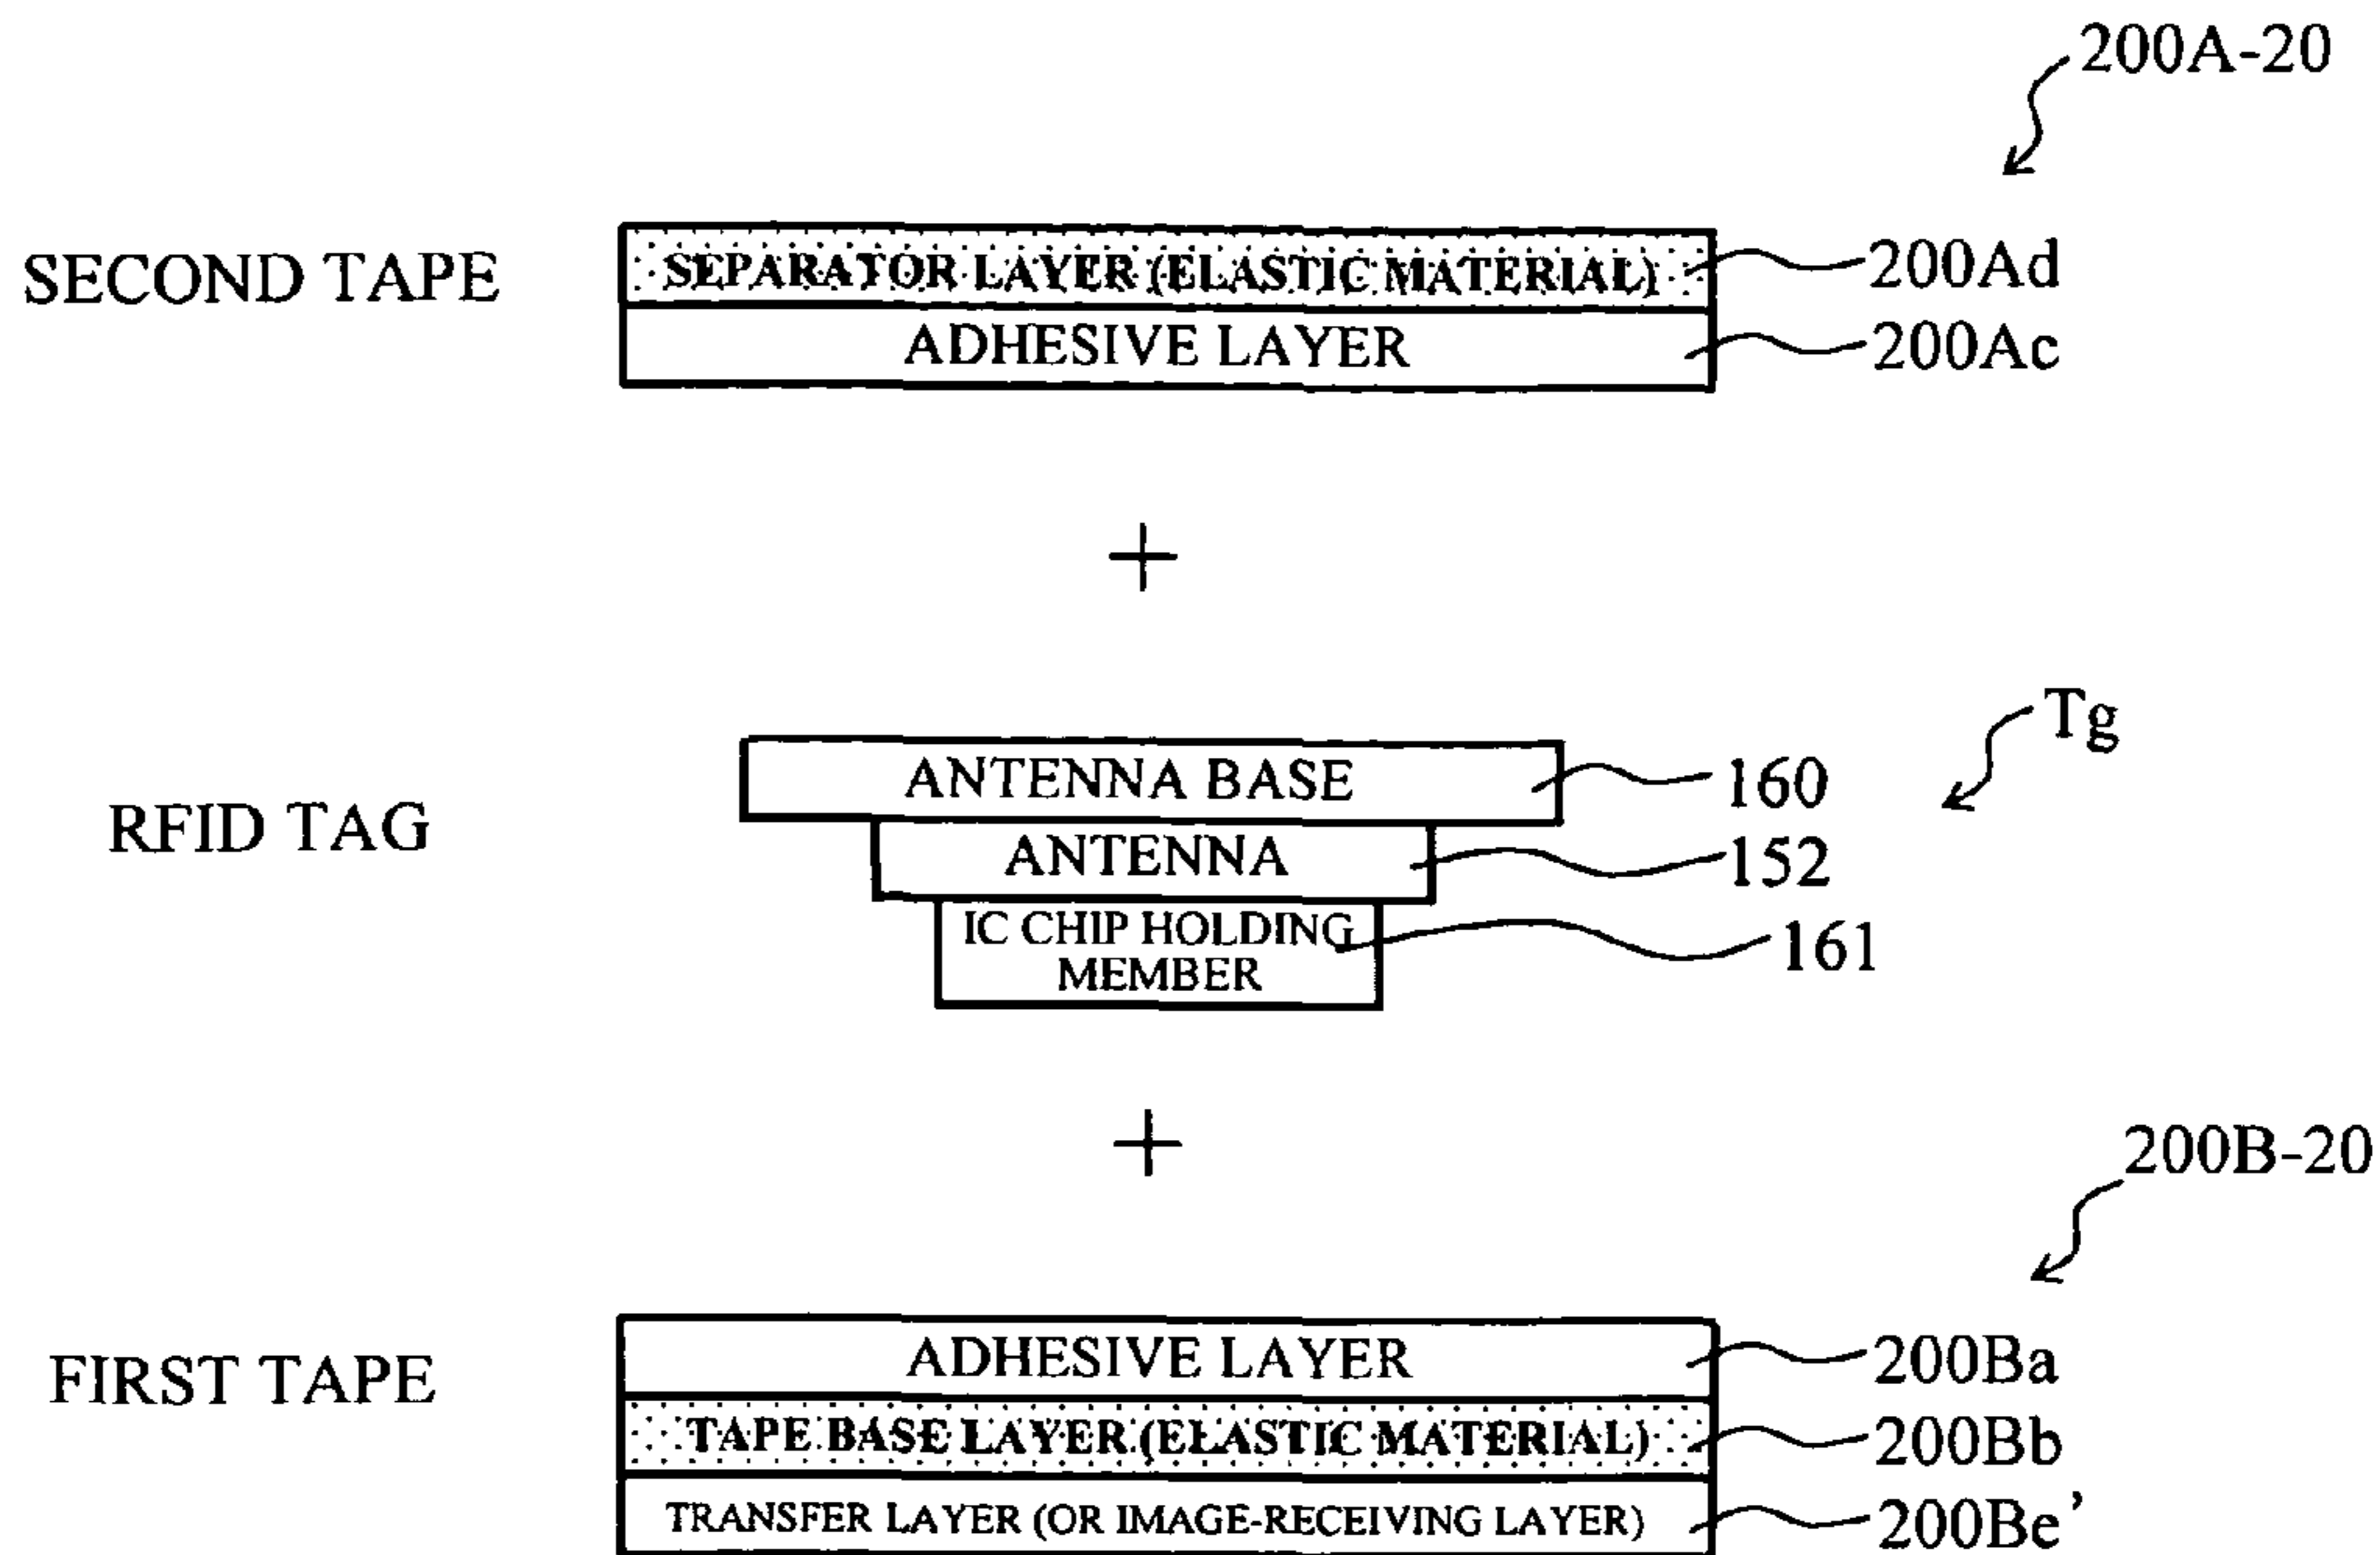 200A-20
SECOND TAPE
SEPARATOR LAYER (ELASTIC MATERIAL)
200Ad
ADHESIVE LAYER
200Ac
+
Tg
RFID TAG
ANTENNA BASE
160
ANTENNA
152
IC CHIP HOLDING
MEMBER
161
+
200B-20
FIRST TAPE
ADHESIVE LAYER
200Ba
TAPE BASE LAYER (ELASTIC MATERIAL)
200Bb
TRANSFER LAYER (OR IMAGE-RECEIVING LAYER)
200Be’